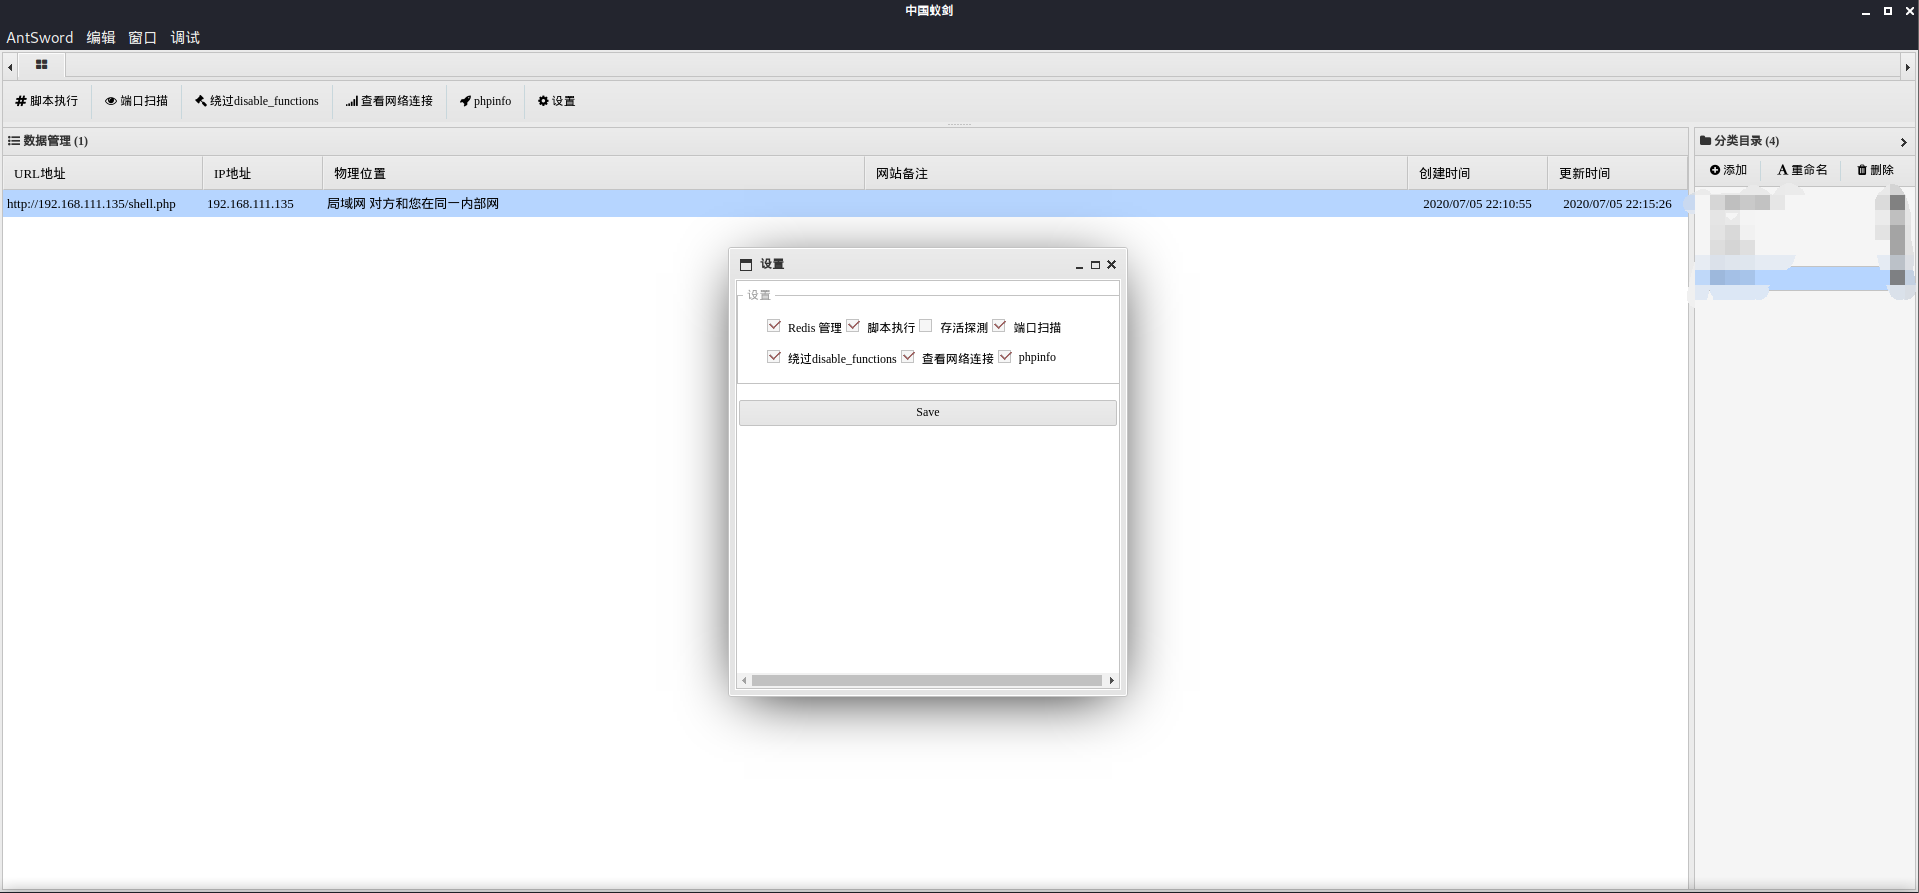 中国蚁剑
AntSword 编辑 窗口 调试
脚本执行 端口扫描 绕过disable_functions 查看网络连接 phpinfo 设置
数据管理 (1)
分类目录 (4)
URL地址 IP地址 物理位置 网站备注 创建时间 更新时间
添加 重命名 删除
http://192.168.111.135/shell.php 192.168.111.135 局域网 对方和您在同一内部网 2020/07/05 22:10:55 2020/07/05 22:15:26
设置
设置
Redis 管理 脚本执行 存活探测 端口扫描
绕过disable_functions 查看网络连接 phpinfo
Save